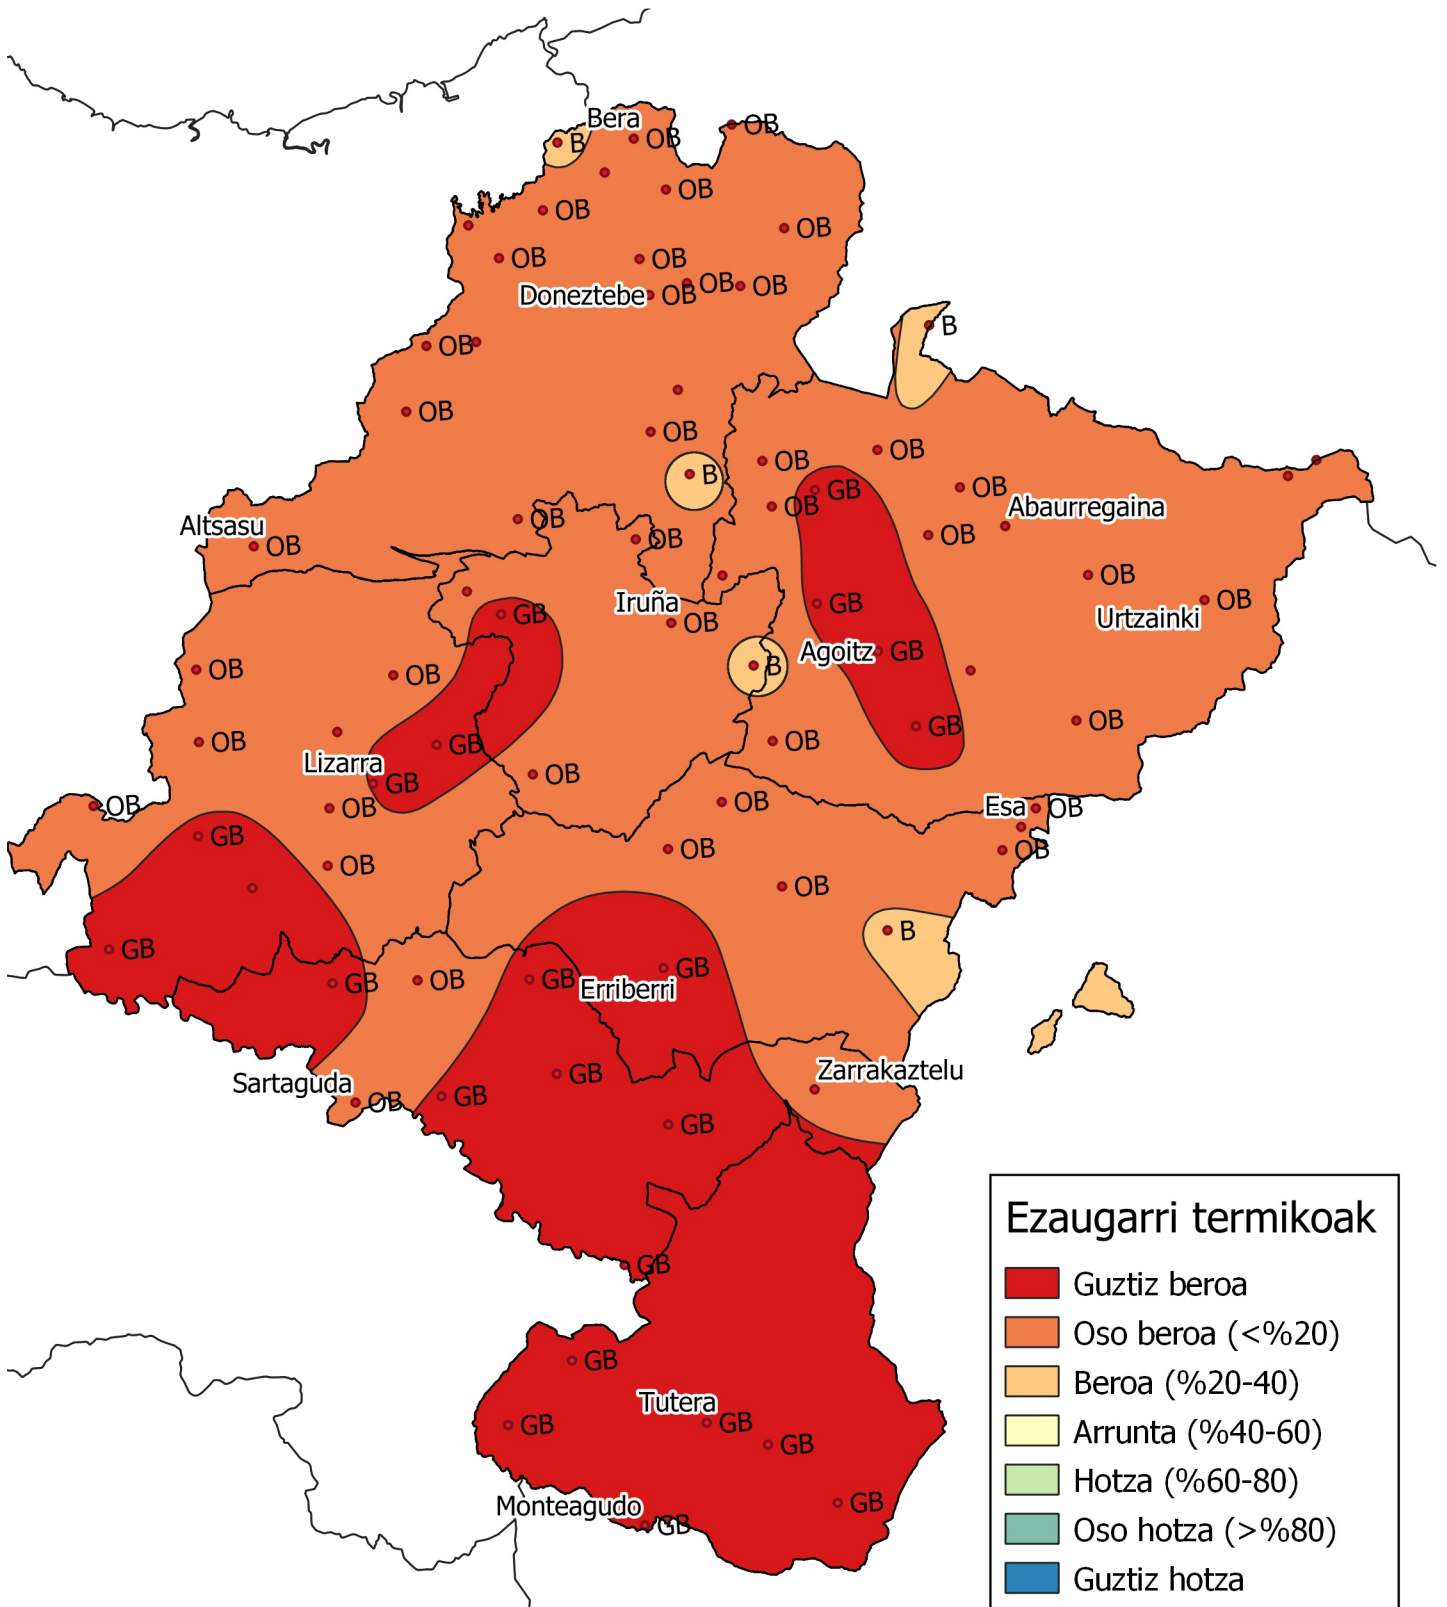 Bera
OB
OB
B
OB
OB
OB
OB
OB
OB
OB
Doneztebe
OB
B
OB
OB
OB
OB
OB
B
OB
GB
OB
OB
Abaurregaina
Altsasu
OB
OB
OB
OB
OB
Iruña
GB
OB
GB
OB
Urtzainki
OB
OB
B
Agoitz
GB
OB
OB
GB
OB
GB
OB
Lizarra
GB
OB
OB
OB
OB
Esa
OB
GB
OB
OB
OB
OB
B
GB
GB
OB
GB
GB
Erriberri
Sartaguda
OB
GB
GB
Zarrakaztelu
GB
GB
GB
Tutera
GB
GB
GB
Monteagudo
GB
GB
Ezaugarri termikoak
Guztiz beroa
Oso beroa (<%20)
Beroa (%20-40)
Arrunta (%40-60)
Hotza (%60-80)
Oso hotza (>%80)
Guztiz hotza